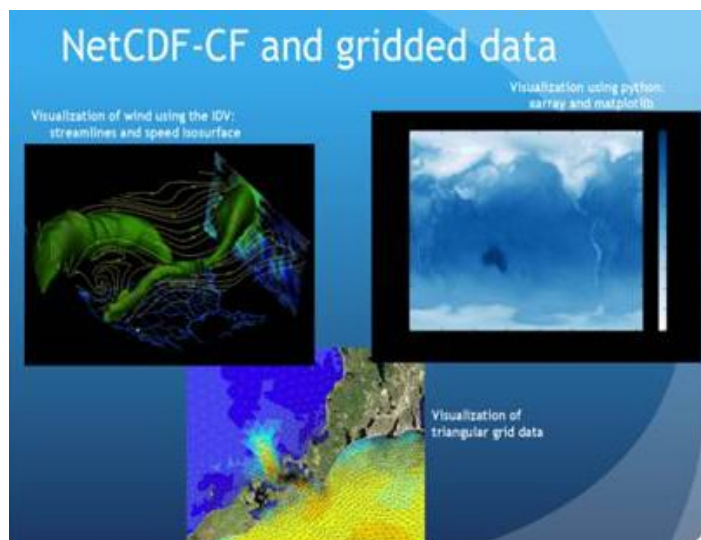 NetCDF-CF and gridded data
Visualization of wind using the IDV:
streamlines and speed isosurface
Visualization using python:
xarray and matplotlib
Visualization of
triangular grid data